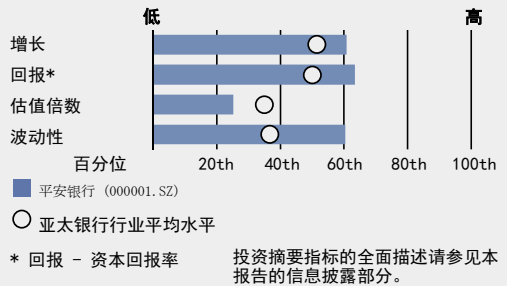 低 高
增长
回报*
估值倍数
波动性
百分位 20th 40th 60th 80th 100th
平安银行 (000001.SZ)
亚太银行行业平均水平
* 回报 - 资本回报率
投资摘要指标的全面描述请参见本
报告的信息披露部分。